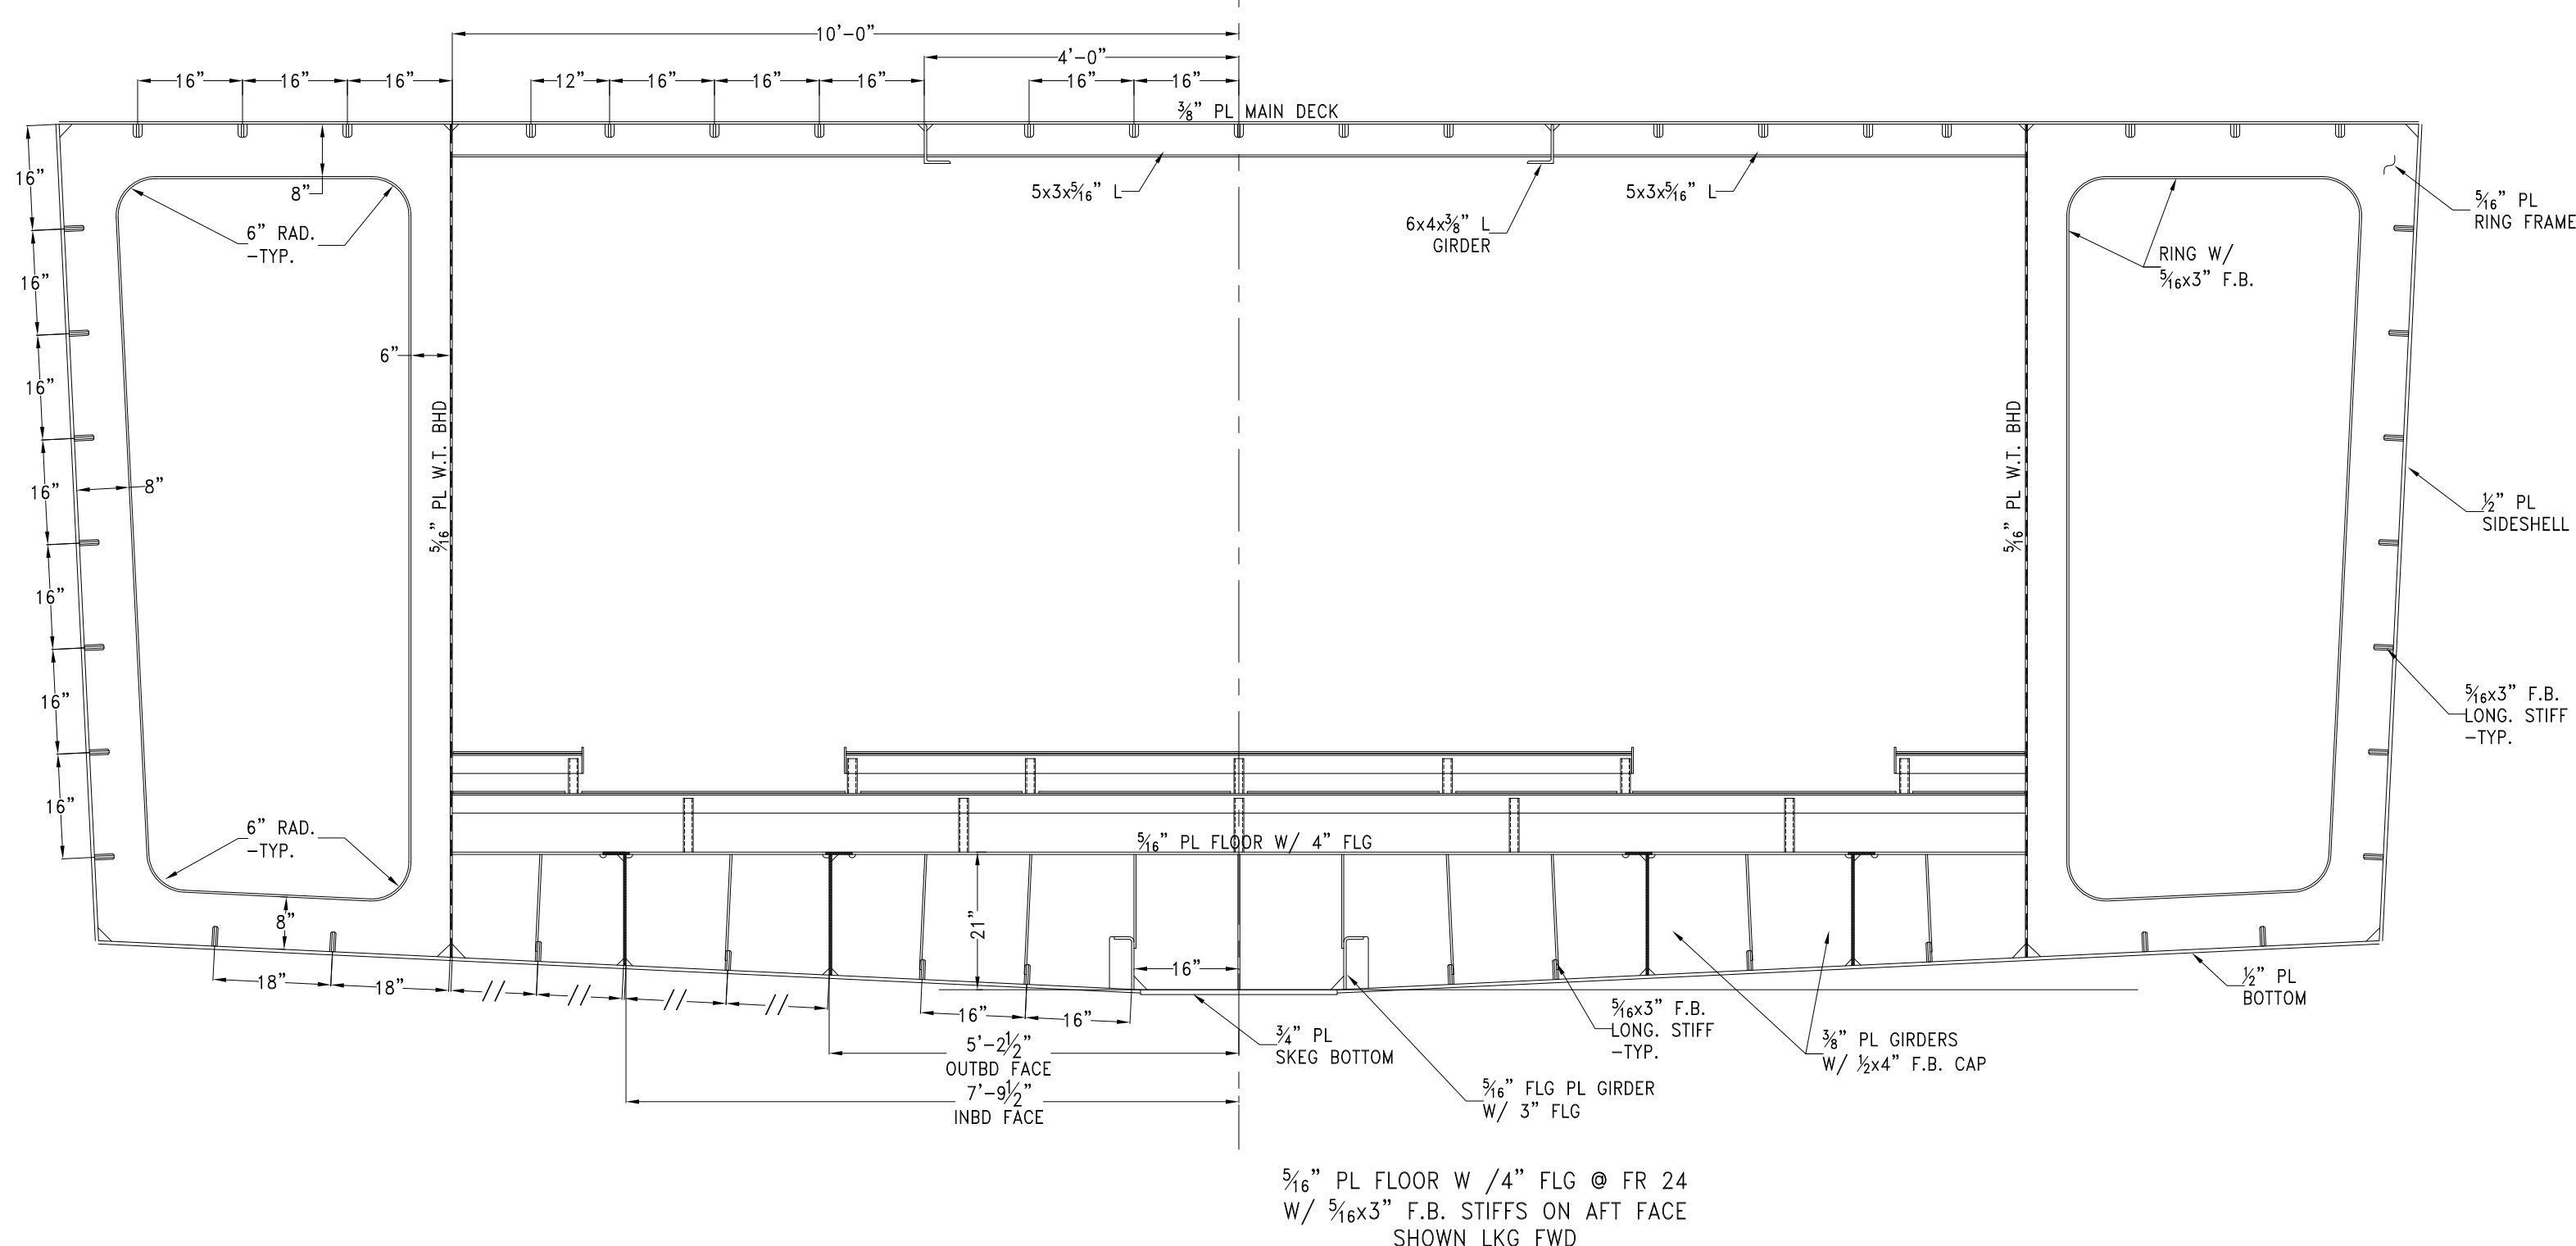 10'-0"
4'-0"
16" 16" 16" 12" 16" 16" 16" 16" 16"
3/8" PL MAIN DECK
16"
8"
5x3x5/16" L
5x3x5/16" L
5/16" PL
RING FRAME
6x4x3/8" L
GIRDER
6" RAD.
-TYP.
RING W/
5/16x3" F.B.
16"
6"
16"
5/16" PL W.T. BHD
5/16" PL W.T. BHD
16"
8"
1/2" PL
SIDESHELL
16"
16"
5/16x3" F.B.
LONG. STIFF
-TYP.
16"
6" RAD.
-TYP.
5/16" PL FLOOR W/ 4" FLG
8"
21"
16"
18" 18" // // // //
16" 16"
1/2" PL
BOTTOM
5'-2 1/2"
OUTBD FACE
3/4" PL
SKEG BOTTOM
5/16x3" F.B.
LONG. STIFF
-TYP.
3/8" PL GIRDERS
W/ 1/2x4" F.B. CAP
7'-9 1/2"
INBD FACE
5/16" FLG PL GIRDER
W/ 3" FLG
5/16" PL FLOOR W /4" FLG @ FR 24
W/ 5/16x3" F.B. STIFFS ON AFT FACE
SHOWN LKG FWD